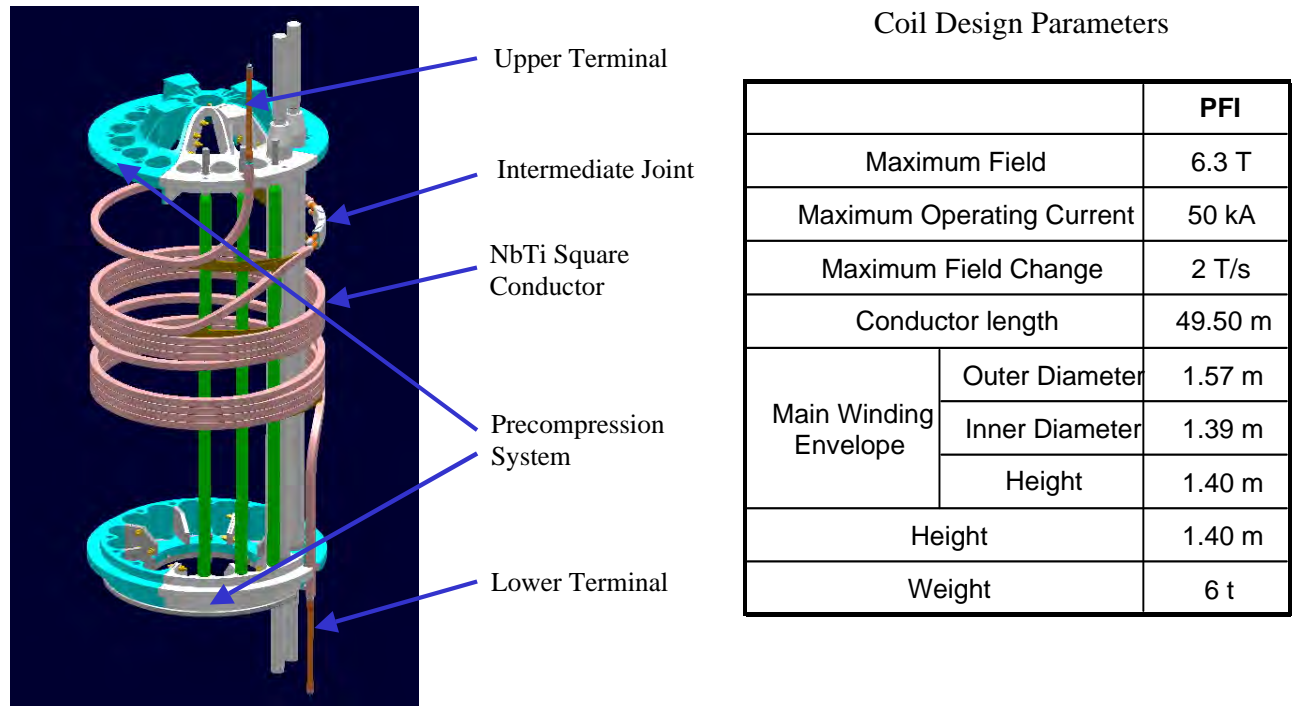 Coil Design Parameters
Upper Terminal
Intermediate Joint
NbTi Square
Conductor
Precompression
System
Lower Terminal
PFI
Maximum Field 6.3 T
Maximum Operating Current 50 kA
Maximum Field Change 2 T/s
Conductor length 49.50 m
Main Winding
Envelope
Outer Diameter 1.57 m
Inner Diameter 1.39 m
Height 1.40 m
Height 1.40 m
Weight 6 t